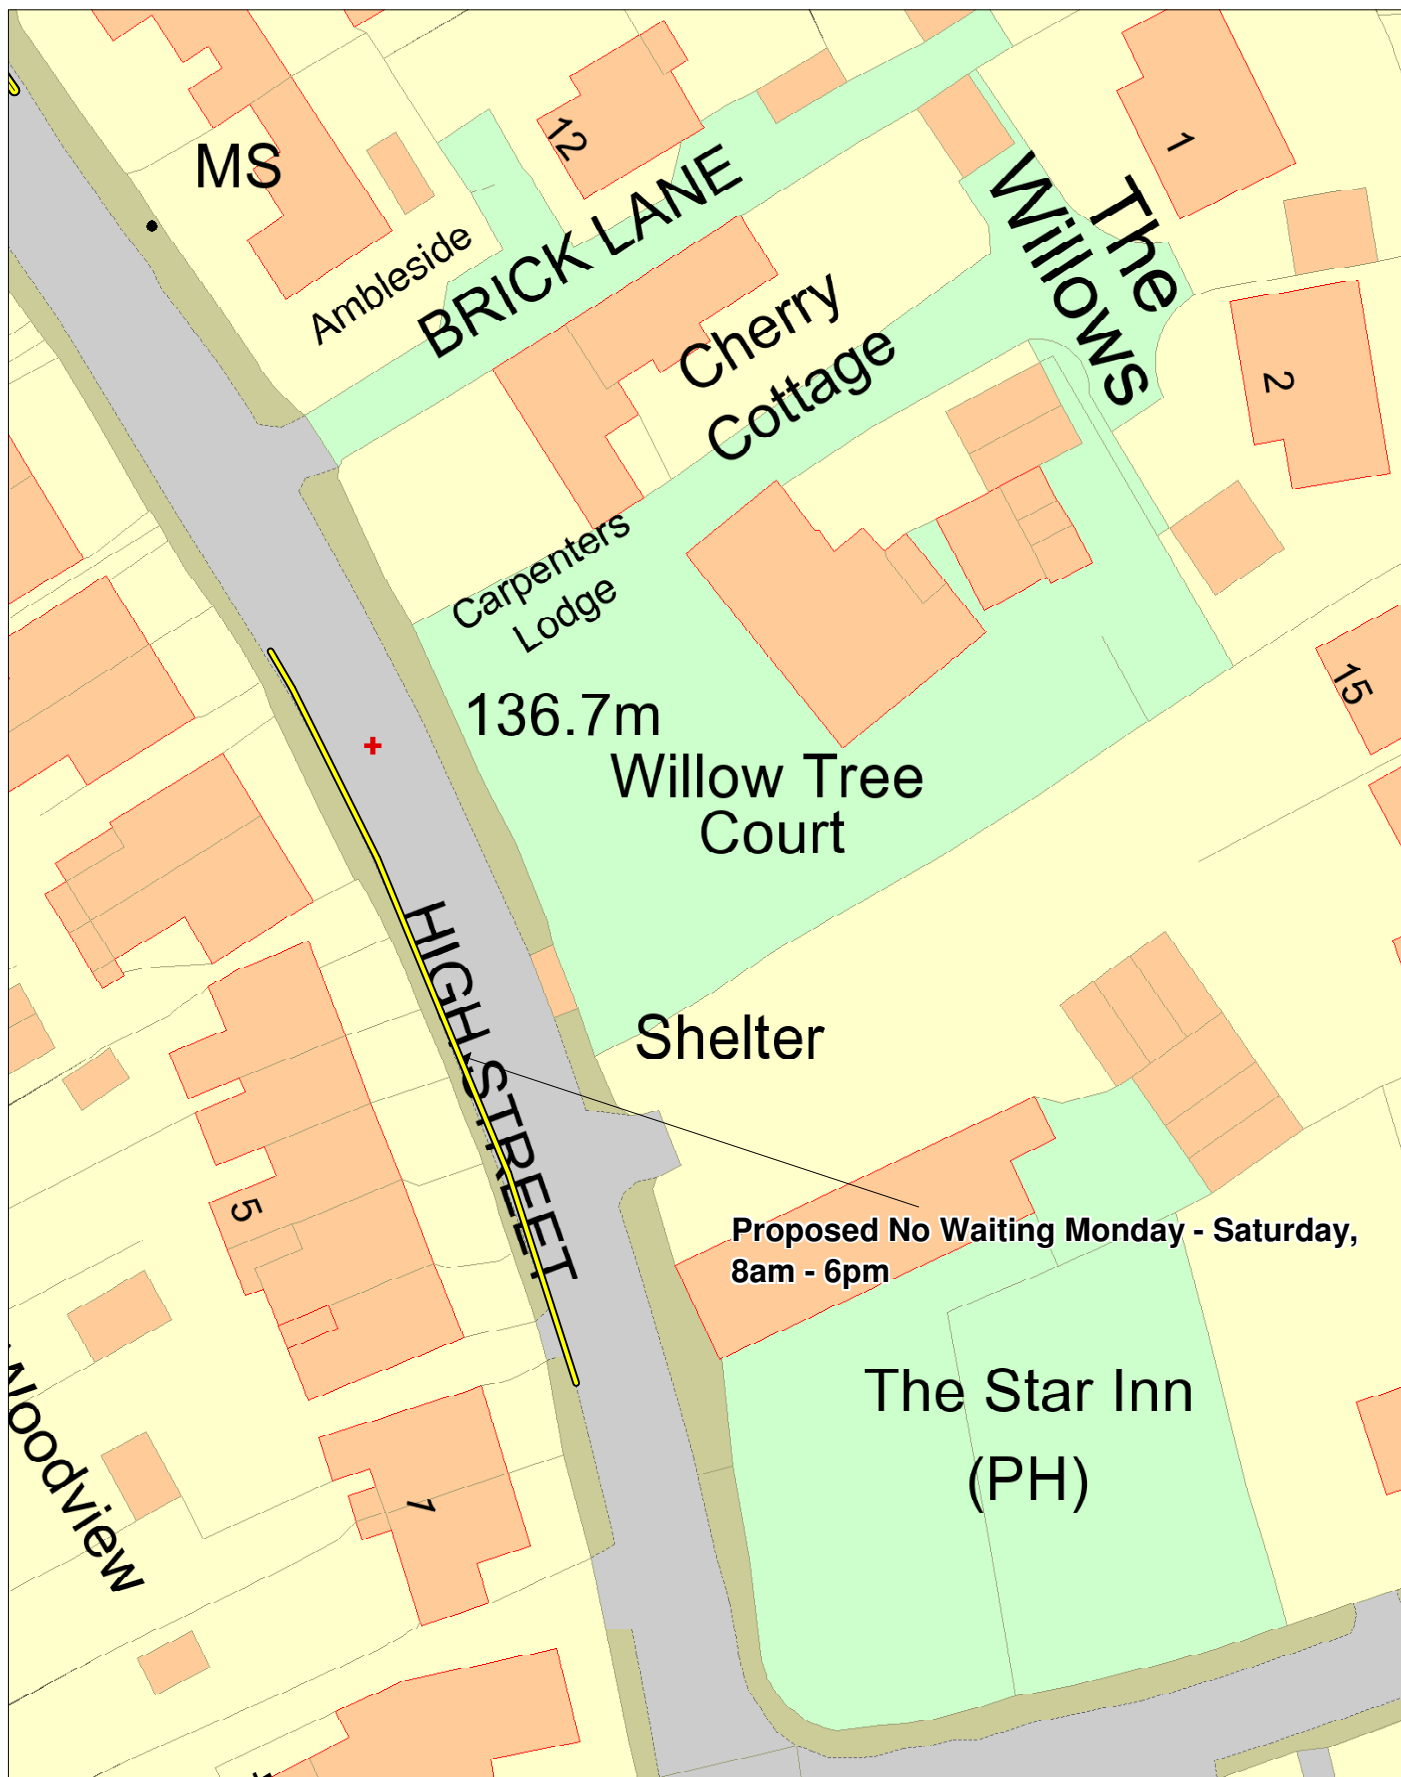 MS
12
1
Ambleside
BRICK LANE
The
Willows
Cherry
Cottage
2
Carpenters
Lodge
136.7m
15
Willow Tree
Court
HIGH STREET
Shelter
5
Proposed No Waiting Monday - Saturday,
8am - 6pm
The Star Inn
(PH)
Woodview
7